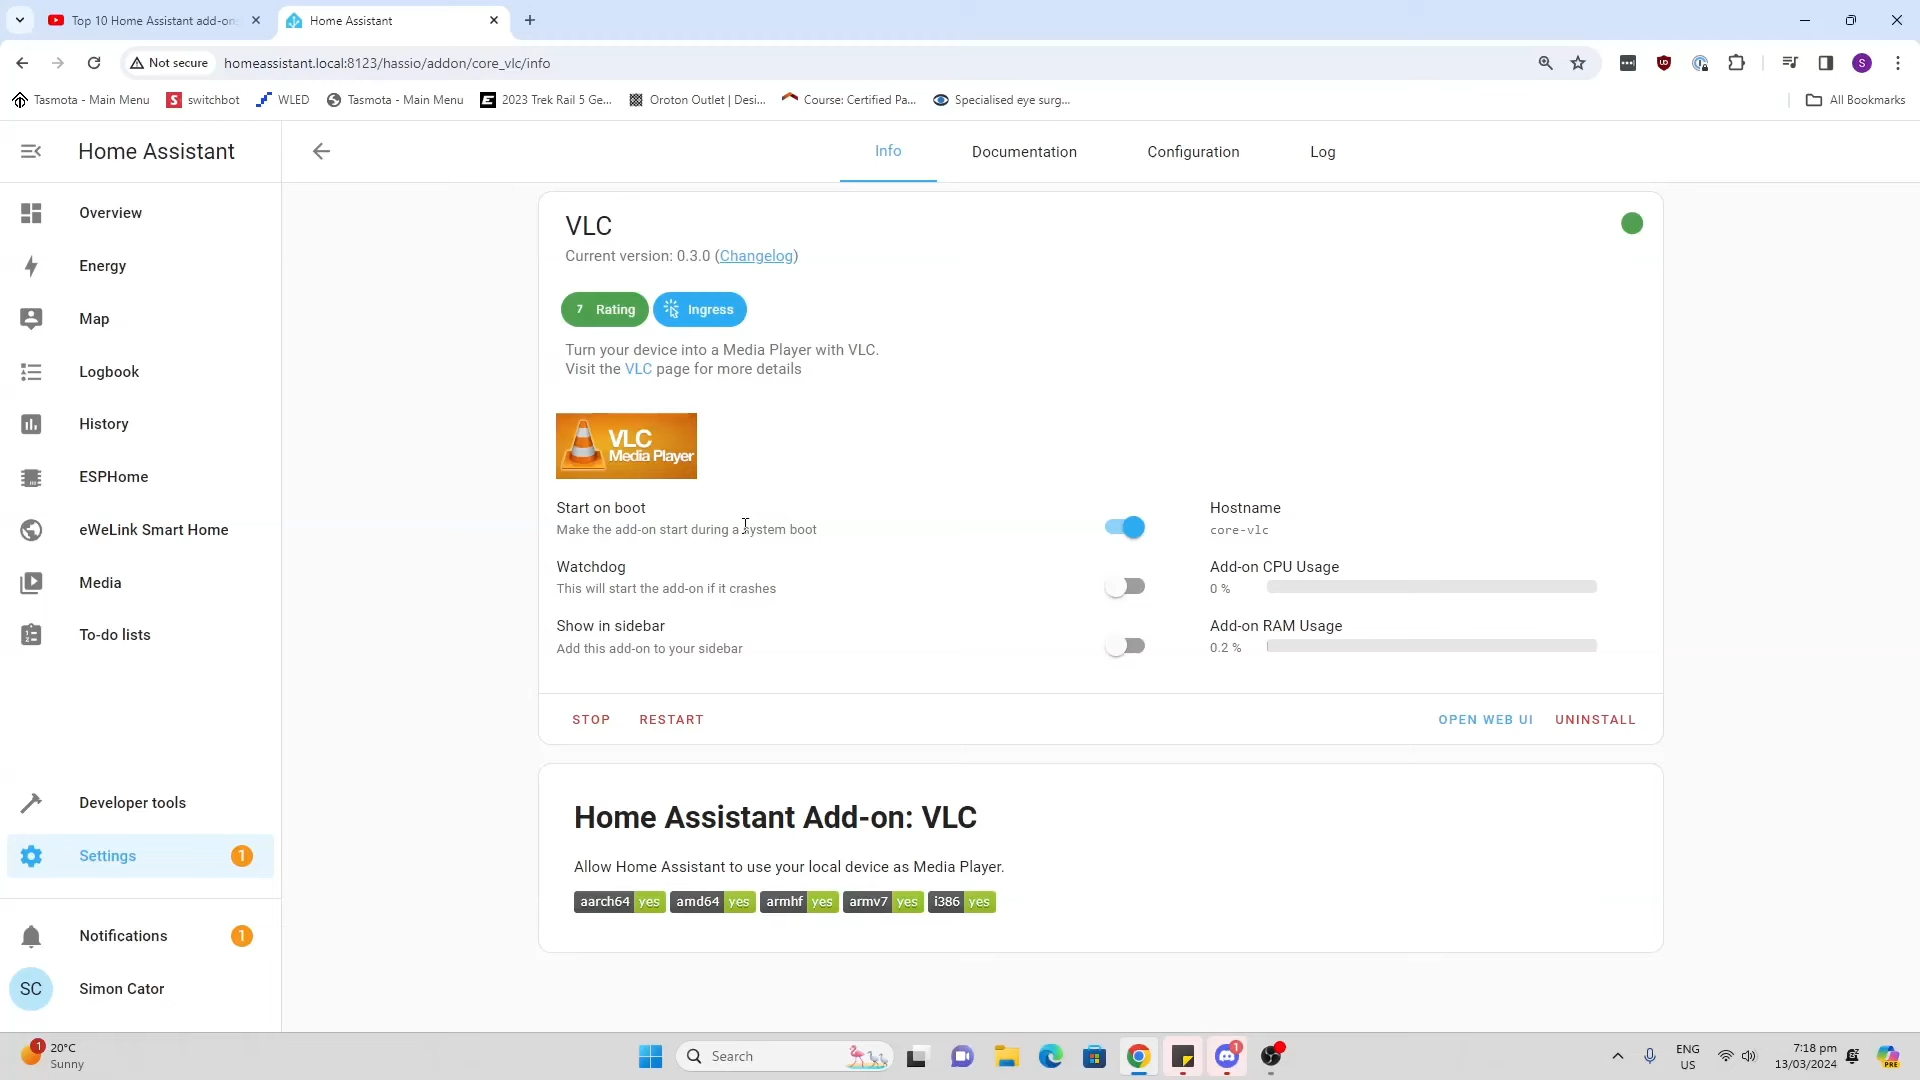 Top 10 Home Assistant add-on
Home Assistant
Not secure
homeassistant.local:8123/hassio/addon/core_vlc/info
S
Tasmota - Main Menu
switchbot
WLED
Tasmota - Main Menu
2023 Trek Rail 5 Ge...
Oroton Outlet | Desi...
Course: Certified Pa...
Specialised eye surg...
All Bookmarks
Home Assistant
Info
Documentation
Configuration
Log
Overview
Energy
Map
Logbook
History
ESPHome
eWeLink Smart Home
Media
To-do lists
Developer tools
Settings
1
Notifications
1
SC
Simon Cator
VLC
Current version: 0.3.0 (Changelog)
7 Rating
Ingress
Turn your device into a Media Player with VLC.
Visit the VLC page for more details
VLC
Media Player
Start on boot
Make the add-on start during a system boot
Watchdog
This will start the add-on if it crashes
Show in sidebar
Add this add-on to your sidebar
Hostname
core-vlc
Add-on CPU Usage
0 %
Add-on RAM Usage
0.2 %
STOP
RESTART
OPEN WEB UI
UNINSTALL
Home Assistant Add-on: VLC
Allow Home Assistant to use your local device as Media Player.
aarch64 yes
amd64 yes
armhf yes
armv7 yes
i386 yes
1
20°C
Sunny
Search
1
ENG
US
7:18 pm
13/03/2024
PRE